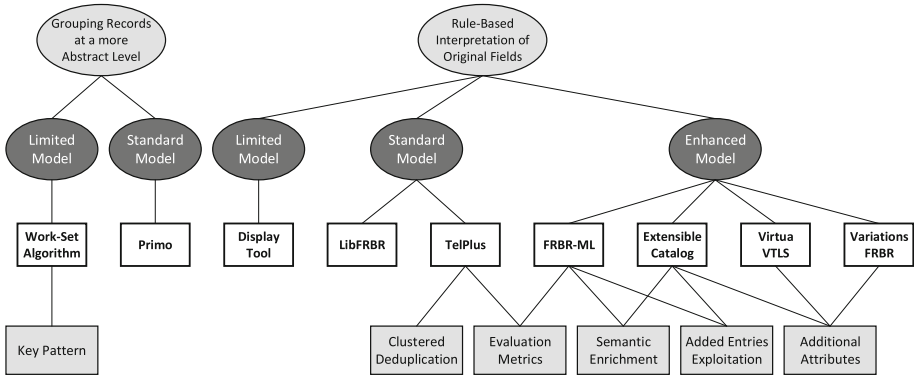 Grouping Records
at a more
Abstract Level
Rule-Based
Interpretation of
Original Fields
Limited
Model
Standard
Model
Limited
Model
Standard
Model
Enhanced
Model
Work-Set
Algorithm
Primo
Display
Tool
LibFRBR
TelPlus
FRBR-ML
Extensible
Catalog
Virtua
VTLS
Variations
FRBR
Key Pattern
Clustered
Deduplication
Evaluation
Metrics
Semantic
Enrichment
Added Entries
Exploitation
Additional
Attributes